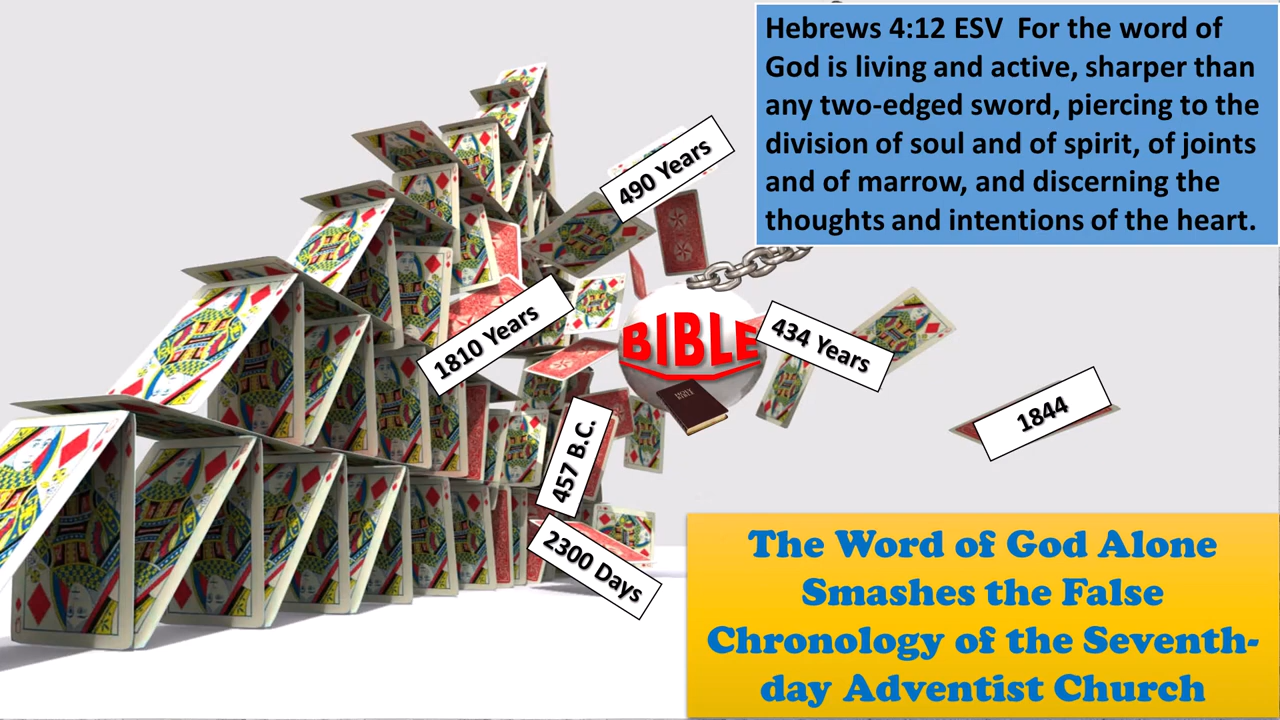 Hebrews 4:12 ESV  For the word of
God is living and active, sharper than
any two-edged sword, piercing to the
division of soul and of spirit, of joints
and of marrow, and discerning the
thoughts and intentions of the heart.
490 Years
1810 Years
BIBLE
HOLY BIBLE
434 Years
1844
457 B.C.
2300 Days
The Word of God Alone
Smashes the False
Chronology of the Seventh-
day Adventist Church